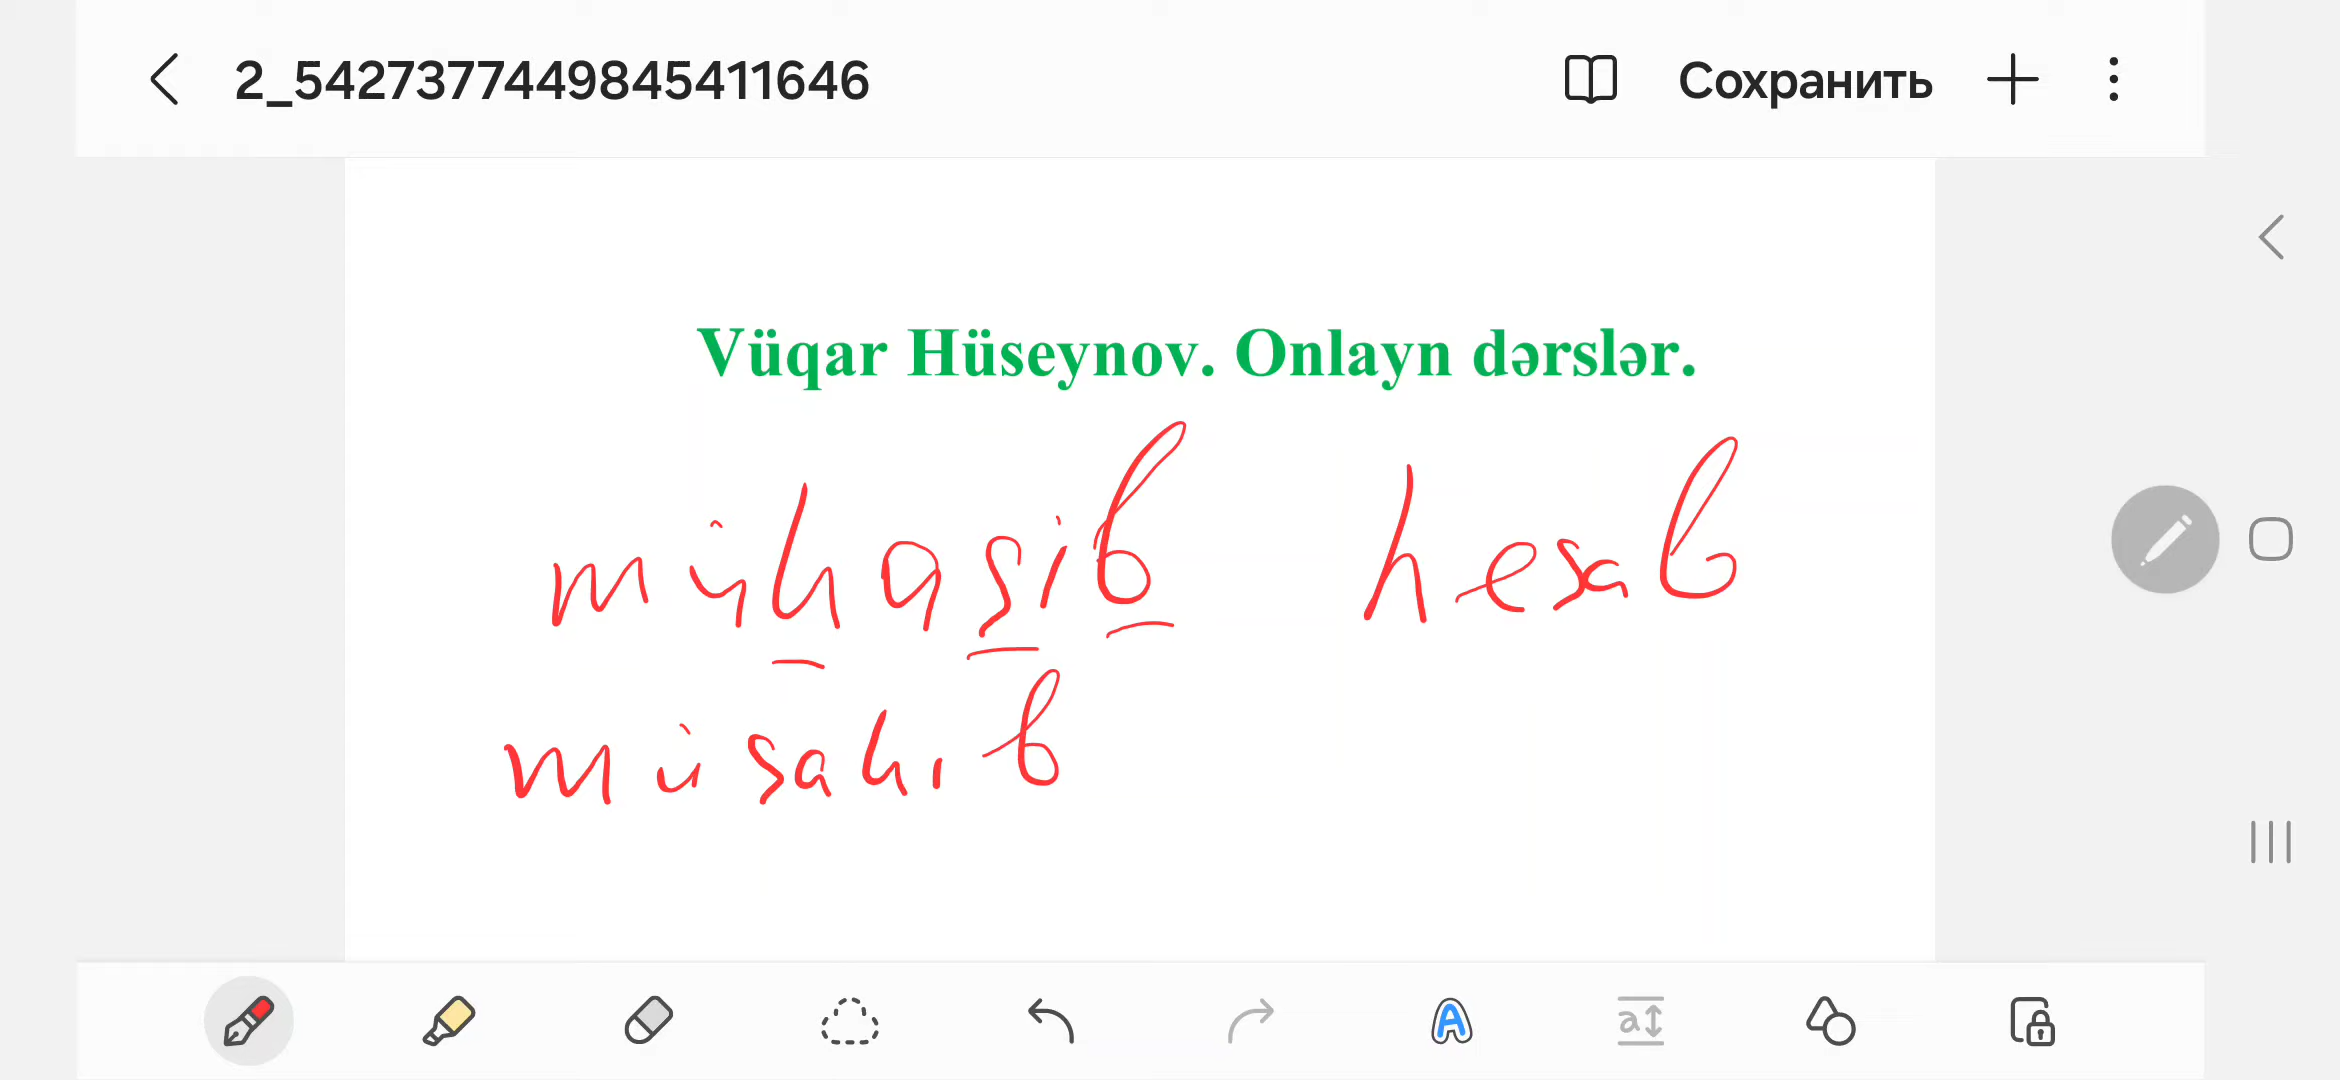 2_5427377449845411646 Сохранить
Vüqar Hüseynov. Onlayn dərslər.
mühasib hesab
müsahib